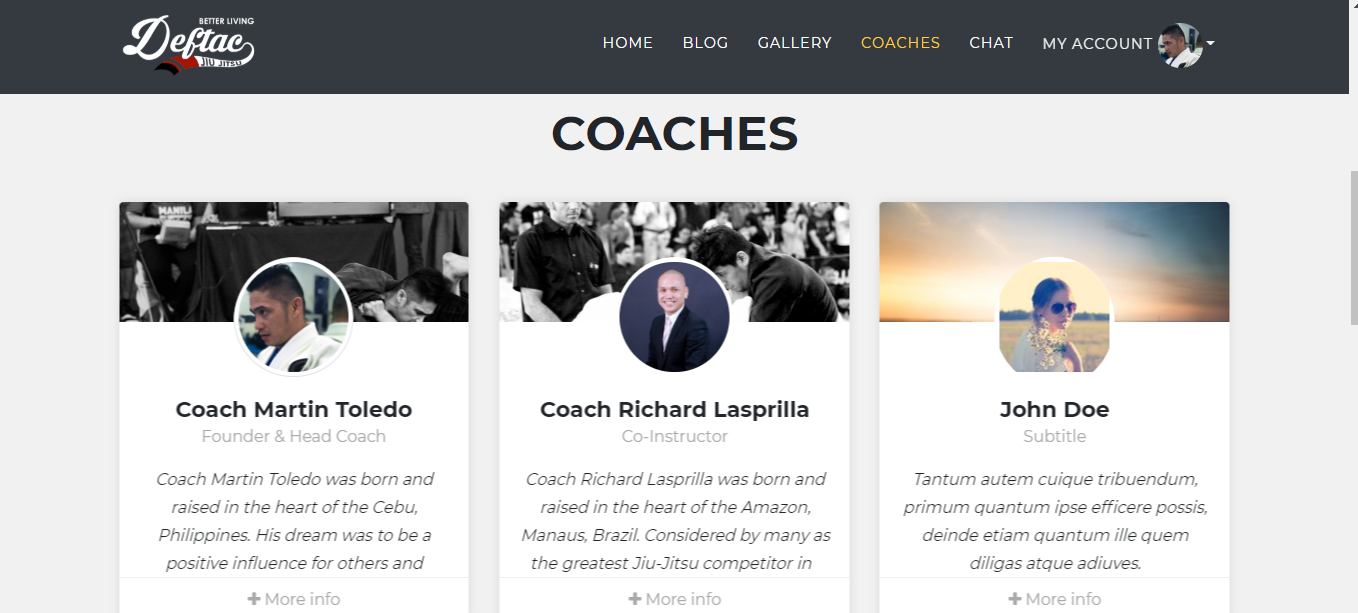 BETTER LIVING
Deftac
JIU JITSU
HOME BLOG GALLERY COACHES CHAT MY ACCOUNT
COACHES
MANILA
Coach Martin Toledo
Founder & Head Coach
Coach Martin Toledo was born and
raised in the heart of the Cebu,
Philippines. His dream was to be a
positive influence for others and
More info
Coach Richard Lasprilla
Co-Instructor
Coach Richard Lasprilla was born and
raised in the heart of the Amazon,
Manaus, Brazil. Considered by many as
the greatest Jiu-Jitsu competitor in
More info
John Doe
Subtitle
Tantum autem cuique tribuendum,
primum quantum ipse efficere possis,
deinde etiam quantum ille quem
diligas atque adiuves.
More info